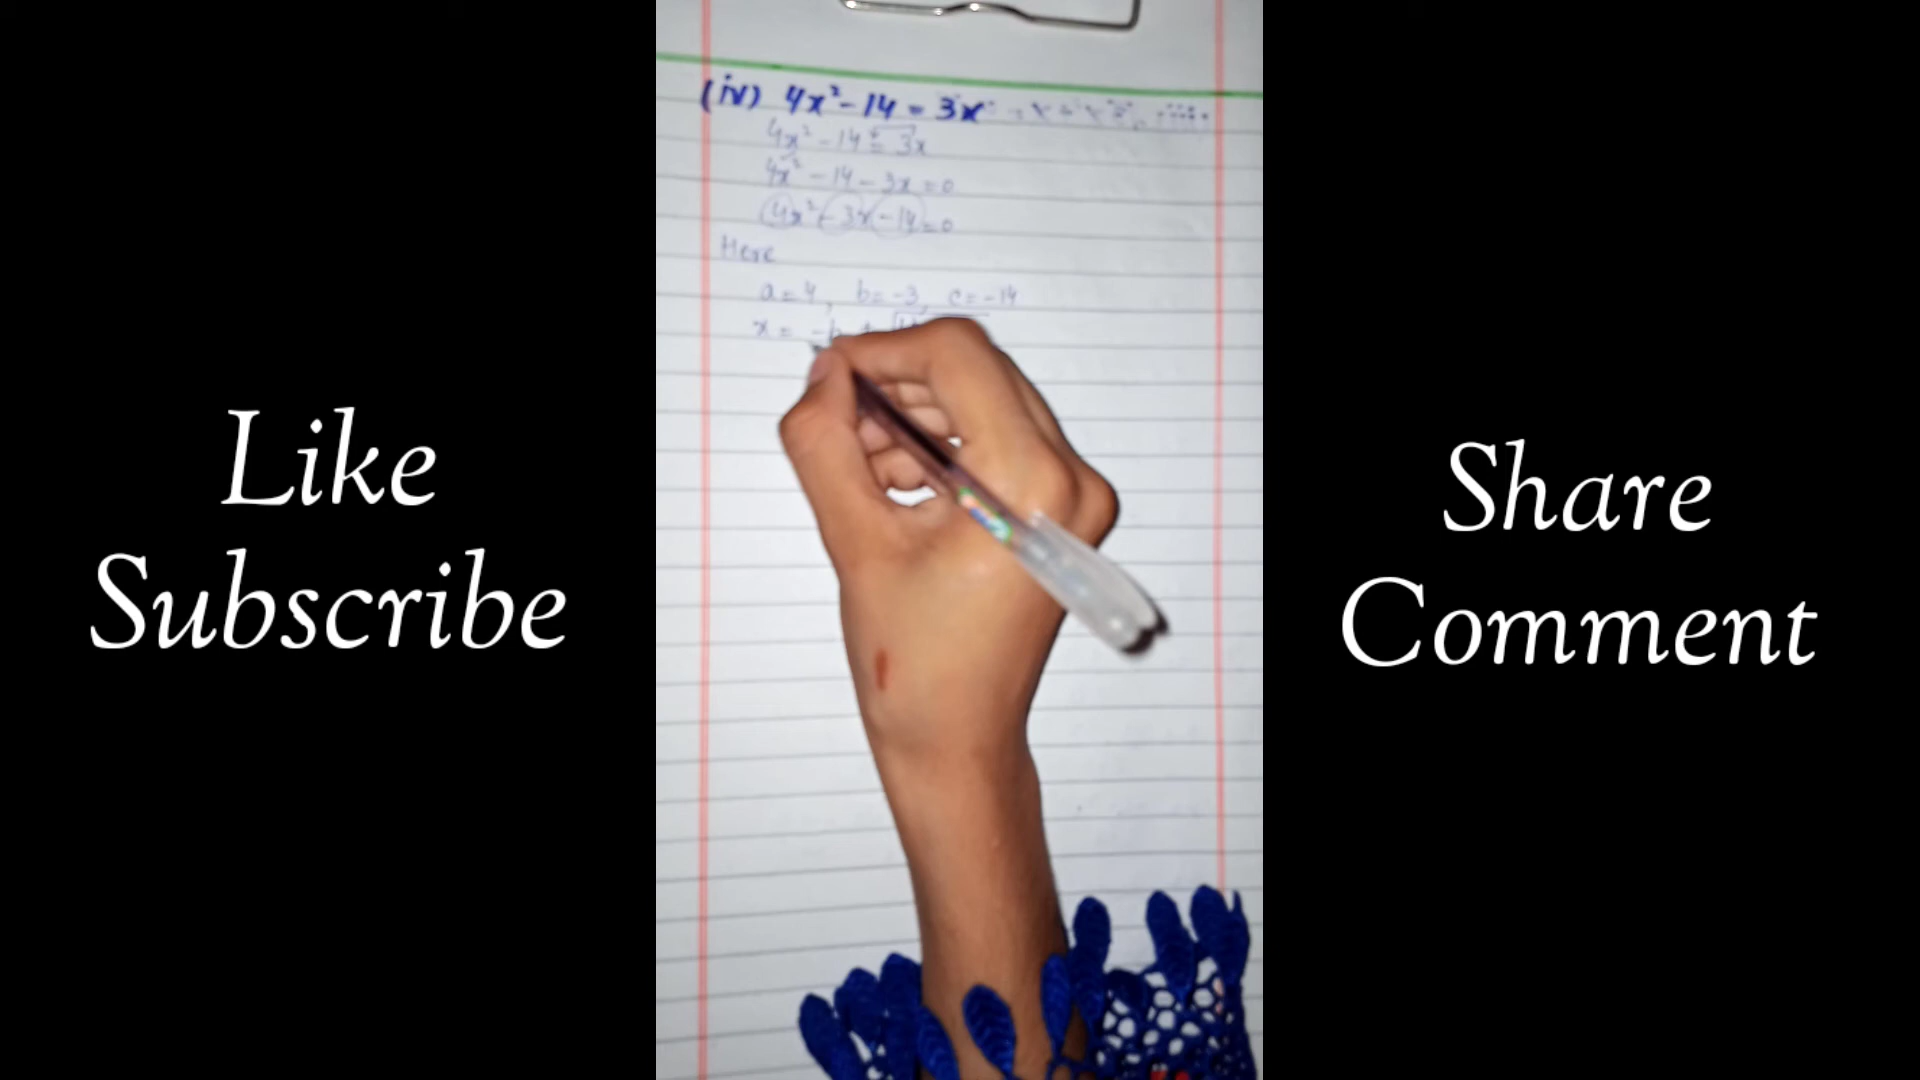 Like
Subscribe
(iv) 4x² - 14 = 3x
4x² - 14 = 3x
4x² - 14 - 3x = 0
4x² - 3x - 14 = 0
Here
a = 4, b = -3, c = -14
x = -b
Share
Comment